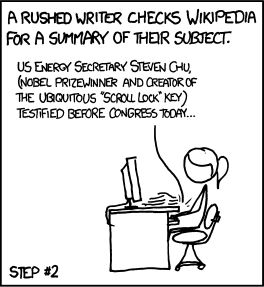 A RUSHED WRITER CHECKS WIKIPEDIA
FOR A SUMMARY OF THEIR SUBJECT.
US ENERGY SECRETARY STEVEN CHU,
(NOBEL PRIZEWINNER AND CREATOR OF
THE UBIQUITOUS "SCROLL LOCK" KEY)
TESTIFIED BEFORE CONGRESS TODAY...
STEP #2